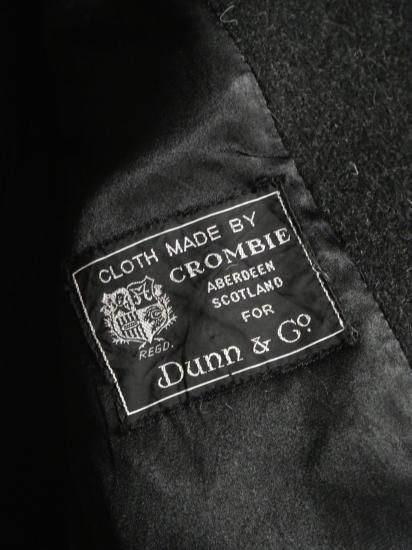 CLOTH MADE BY
CROMBIE
ABERDEEN
SCOTLAND
FOR
REGD.
Dunn & Co